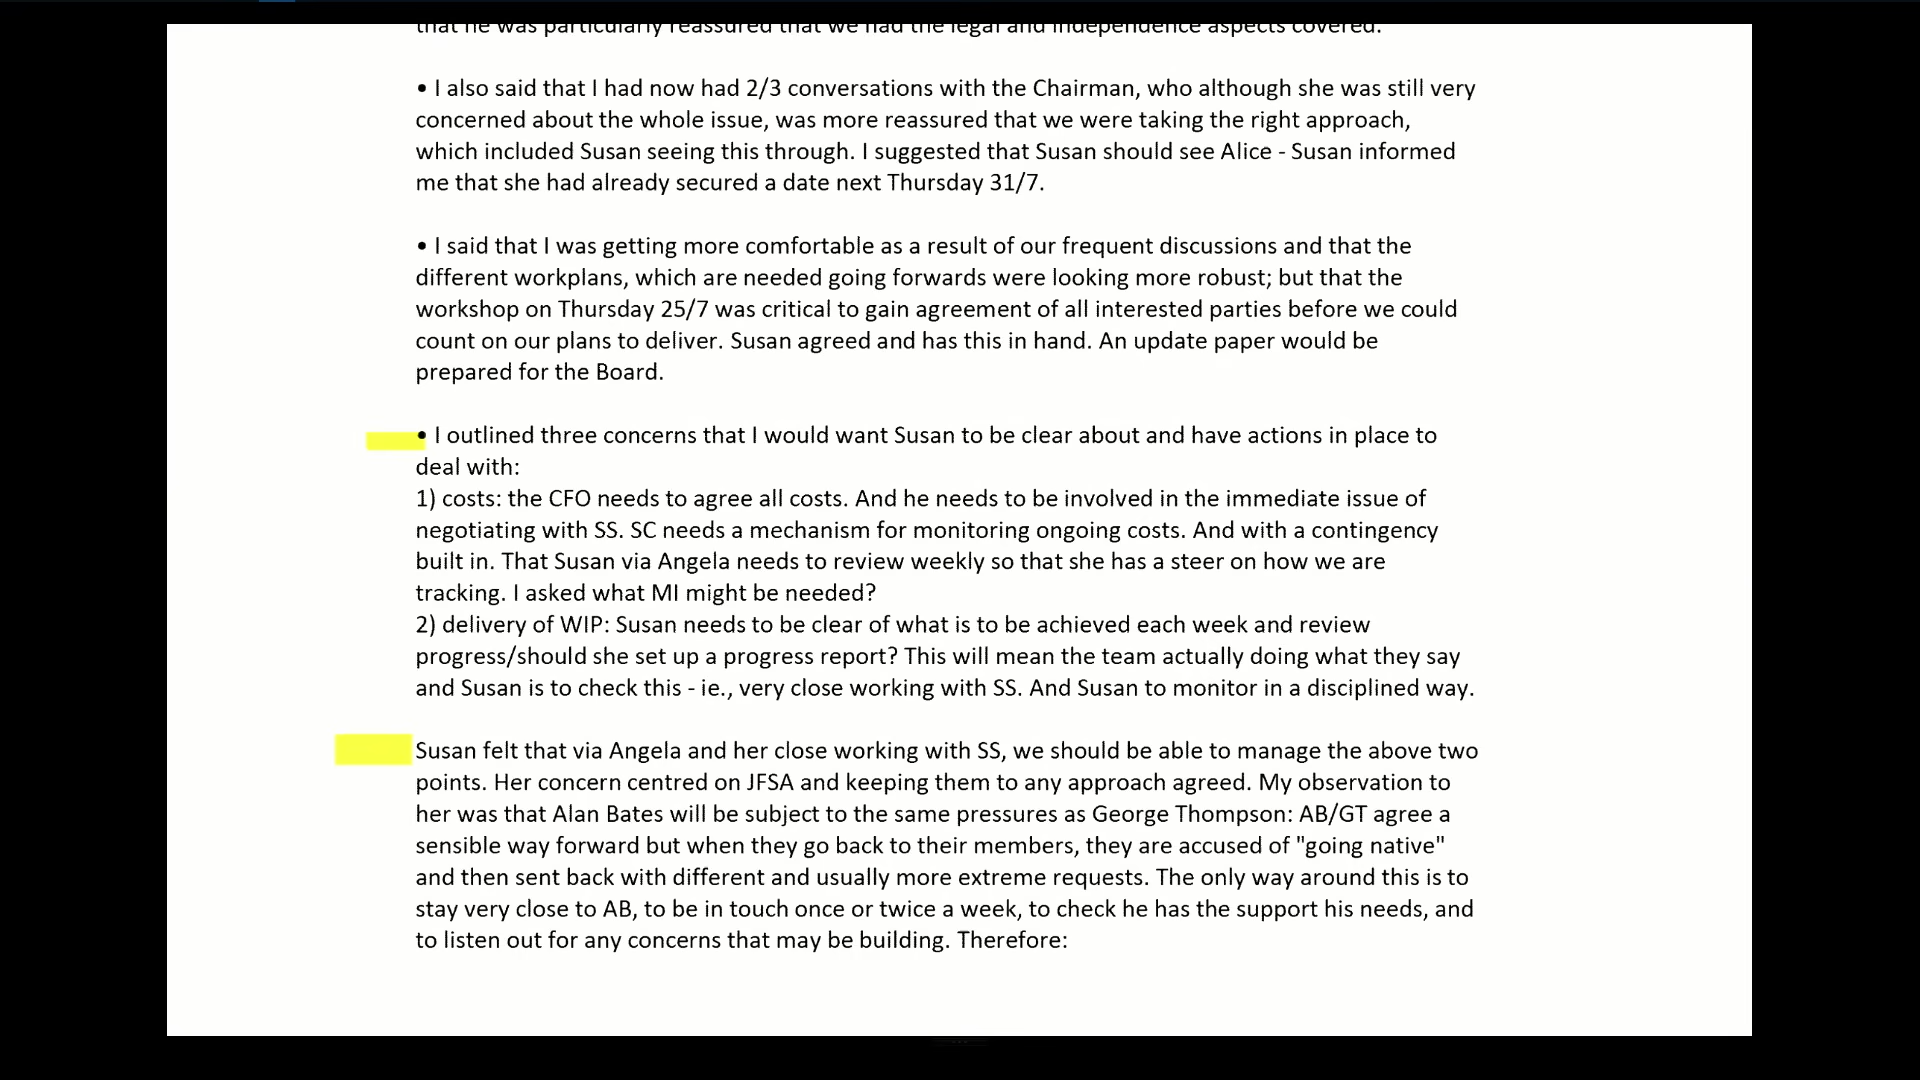 that he was particularly reassured that we had the legal and independence aspects covered.
• I also said that I had now had 2/3 conversations with the Chairman, who although she was still very
concerned about the whole issue, was more reassured that we were taking the right approach,
which included Susan seeing this through. I suggested that Susan should see Alice - Susan informed
me that she had already secured a date next Thursday 31/7.
• I said that I was getting more comfortable as a result of our frequent discussions and that the
different workplans, which are needed going forwards were looking more robust; but that the
workshop on Thursday 25/7 was critical to gain agreement of all interested parties before we could
count on our plans to deliver. Susan agreed and has this in hand. An update paper would be
prepared for the Board.
• I outlined three concerns that I would want Susan to be clear about and have actions in place to
deal with:
1) costs: the CFO needs to agree all costs. And he needs to be involved in the immediate issue of
negotiating with SS. SC needs a mechanism for monitoring ongoing costs. And with a contingency
built in. That Susan via Angela needs to review weekly so that she has a steer on how we are
tracking. I asked what MI might be needed?
2) delivery of WIP: Susan needs to be clear of what is to be achieved each week and review
progress/should she set up a progress report? This will mean the team actually doing what they say
and Susan is to check this - ie., very close working with SS. And Susan to monitor in a disciplined way.
Susan felt that via Angela and her close working with SS, we should be able to manage the above two
points. Her concern centred on JFSA and keeping them to any approach agreed. My observation to
her was that Alan Bates will be subject to the same pressures as George Thompson: AB/GT agree a
sensible way forward but when they go back to their members, they are accused of "going native"
and then sent back with different and usually more extreme requests. The only way around this is to
stay very close to AB, to be in touch once or twice a week, to check he has the support his needs, and
to listen out for any concerns that may be building. Therefore: